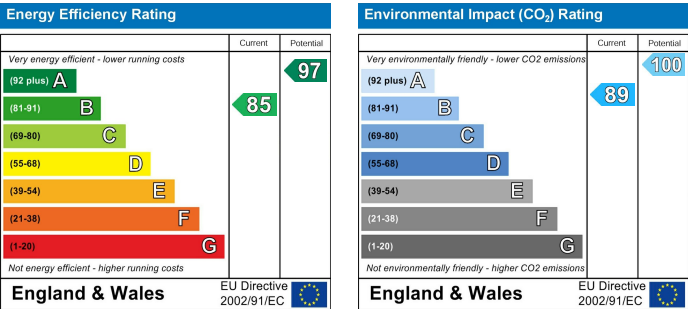 Energy Efficiency Rating
Current Potential
Very energy efficient - lower running costs
(92 plus) A
(81-91) B
(69-80) C
(55-68) D
(39-54) E
(21-38) F
(1-20) G
85
97
Not energy efficient - higher running costs
England & Wales
EU Directive
2002/91/EC
Environmental Impact (CO₂) Rating
Current Potential
Very environmentally friendly - lower CO2 emissions
(92 plus) A
(81-91) B
(69-80) C
(55-68) D
(39-54) E
(21-38) F
(1-20) G
89
100
Not environmentally friendly - higher CO2 emissions
England & Wales
EU Directive
2002/91/EC